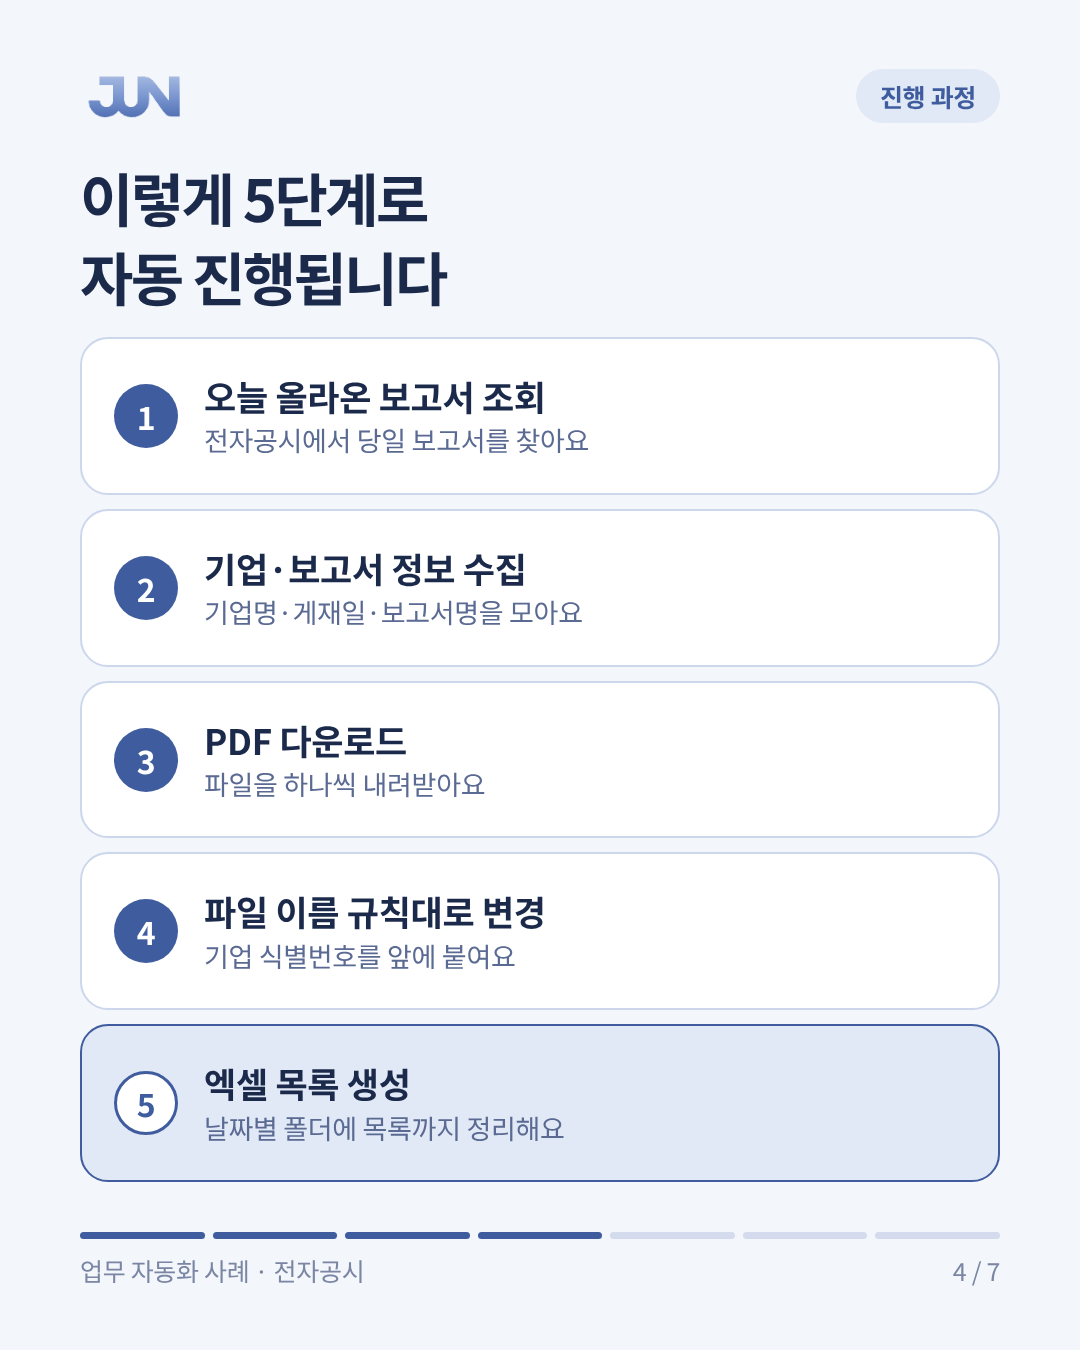 JUN
진행 과정
이렇게 5단계로
자동 진행됩니다
1
오늘 올라온 보고서 조회
전자공시에서 당일 보고서를 찾아요
2
기업·보고서 정보 수집
기업명·게재일·보고서명을 모아요
3
PDF 다운로드
파일을 하나씩 내려받아요
4
파일 이름 규칙대로 변경
기업 식별번호를 앞에 붙여요
5
엑셀 목록 생성
날짜별 폴더에 목록까지 정리해요
업무 자동화 사례 · 전자공시
4 / 7